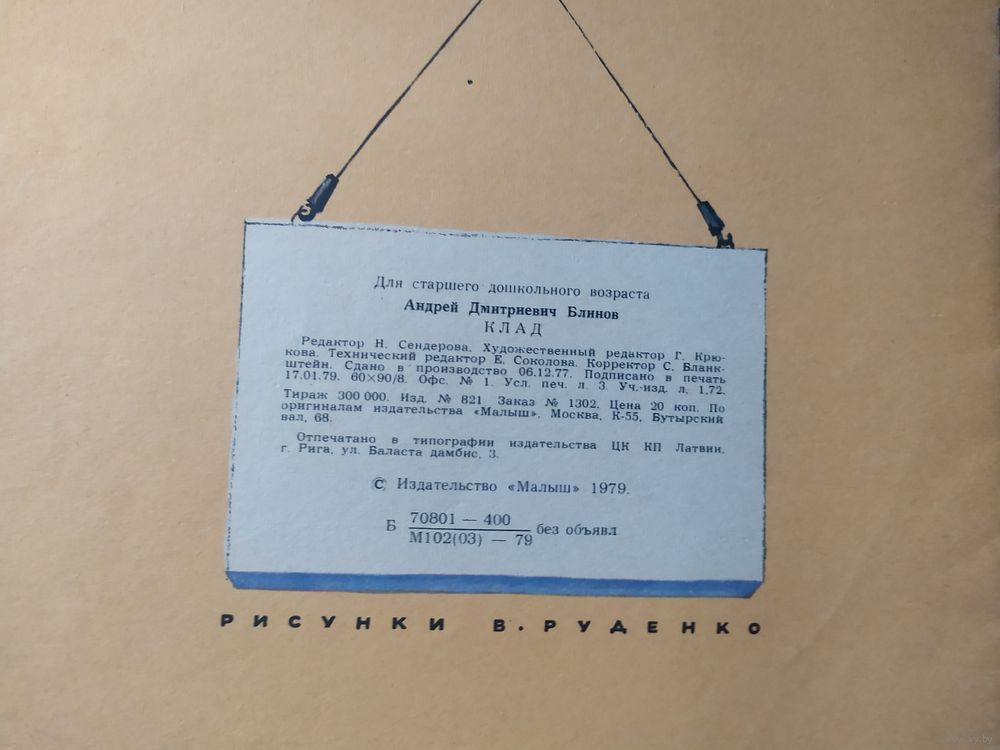 Для старшего дошкольного возраста
Андрей Дмитриевич Блинов
КЛАД
Редактор Н. Сендерова. Художественный редактор Г. Крю-
кова. Технический редактор Е. Соколова. Корректор С. Бланк-
штейн. Сдано в производство 06.12.77. Подписано в печать
17.01.79. 60×90/8. Офс. № 1. Усл. печ. л. 3. Уч.-изд. л. 1,72.
Тираж 300 000. Изд. № 821 Заказ № 1302. Цена 20 коп. По
оригиналам издательства «Малыш», Москва, К-55, Бутырский
вал, 68.
Отпечатано в типографии издательства ЦК КП Латвии.
г. Рига, ул. Баласта дамбис, 3.
© Издательство «Малыш» 1979.
Б 70801 — 400 без объявл
М102(03) — 79
РИСУНКИ В. РУДЕНКО